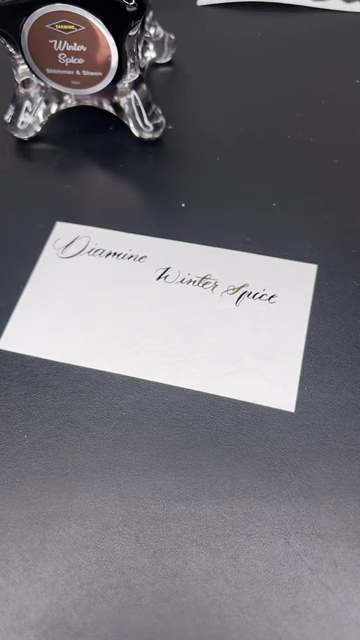 DIAMINE
Winter
Spice
Shimmer & Sheen
Diamine
Winter Spice